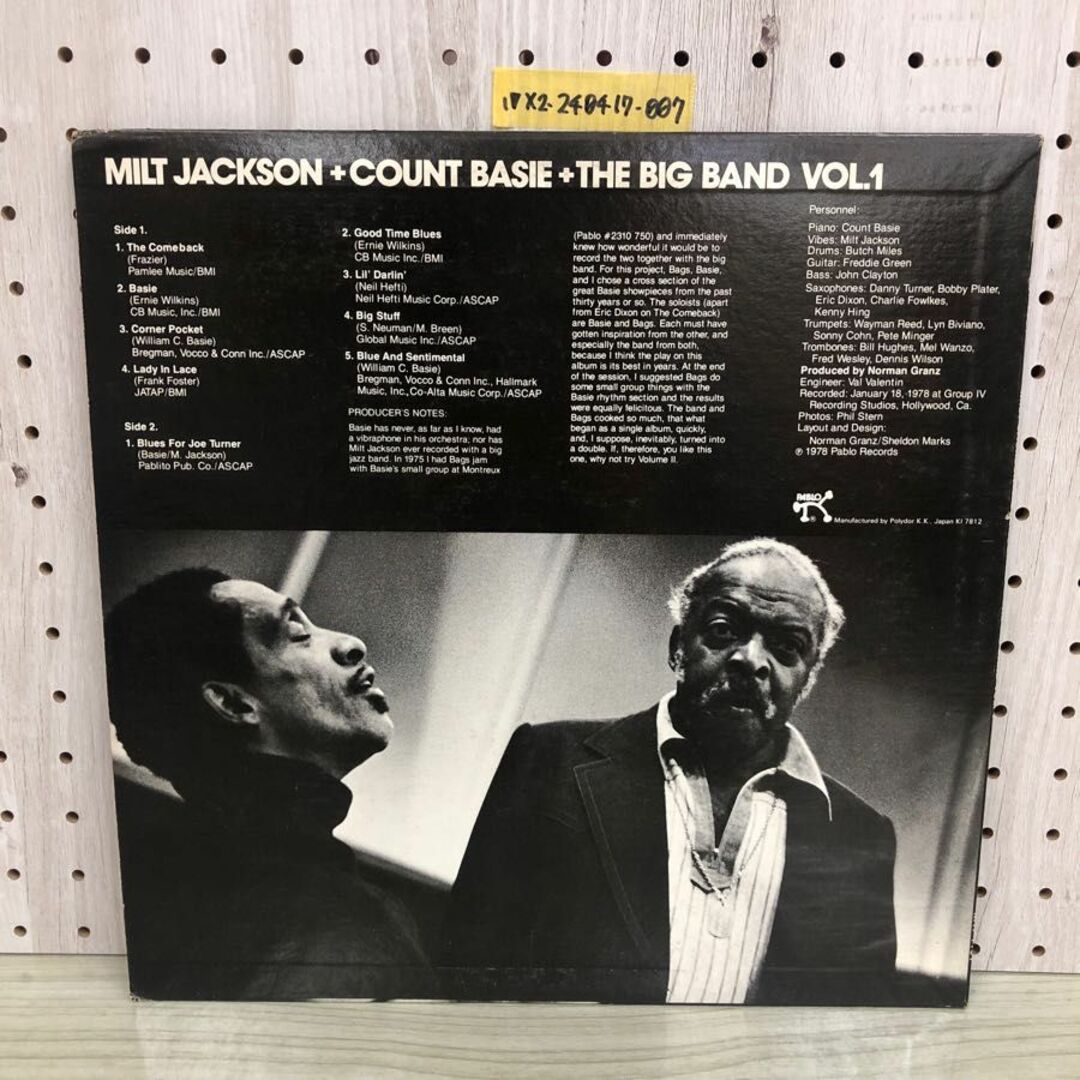 1VX2-240417-007
MILT JACKSON + COUNT BASIE + THE BIG BAND VOL.1
Side 1.
1. The Comeback
(Frazier)
Pamlee Music/BMI
2. Basie
(Ernie Wilkins)
CB Music, Inc./BMI
3. Corner Pocket
(William C. Basie)
Bregman, Vocco & Conn Inc./ASCAP
4. Lady In Lace
(Frank Foster)
JATAP/BMI
Side 2.
1. Blues For Joe Turner
(Basie/M. Jackson)
Pablito Pub. Co./ASCAP
2. Good Time Blues
(Ernie Wilkins)
CB Music Inc./BMI
3. Lil' Darlin'
(Neil Hefti)
Neil Hefti Music Corp./ASCAP
4. Big Stuff
(S. Neuman/M. Breen)
Global Music Inc./ASCAP
5. Blue And Sentimental
(William C. Basie)
Bregman, Vocco & Conn Inc., Hallmark
Music, Inc,Co-Alta Music Corp./ASCAP
PRODUCER'S NOTES:
Basie has never, as far as I know, had
a vibraphone in his orchestra; nor has
Milt Jackson ever recorded with a big
jazz band. In 1975 I had Bags jam
with Basie's small group at Montreux
(Pablo #2310 750) and immediately
knew how wonderful it would be to
record the two together with the big
band. For this project, Bags, Basie,
and I chose a cross section of the
great Basie showpieces from the past
thirty years or so. The soloists (apart
from Eric Dixon on The Comeback)
are Basie and Bags. Each must have
gotten inspiration from the other, and
especially the band from both,
because I think the play on this
album is its best in years. At the end
of the session, I suggested Bags do
some small group things with the
Basie rhythm section and the results
were equally felicitous. The band and
Bags cooked so much, that what
began as a single album, quickly,
and, I suppose, inevitably, turned into
a double. If, therefore, you like this
one, why not try Volume II.
Personnel:
Piano: Count Basie
Vibes: Milt Jackson
Drums: Butch Miles
Guitar: Freddie Green
Bass: John Clayton
Saxophones: Danny Turner, Bobby Plater,
Eric Dixon, Charlie Fowlkes,
Kenny Hing
Trumpets: Wayman Reed, Lyn Biviano,
Sonny Cohn, Pete Minger
Trombones: Bill Hughes, Mel Wanzo,
Fred Wesley, Dennis Wilson
Produced by Norman Granz
Engineer: Val Valentin
Recorded: January 18, 1978 at Group IV
Recording Studios, Hollywood, Ca.
Photos: Phil Stern
Layout and Design:
Norman Granz/Sheldon Marks
℗ 1978 Pablo Records
PABLO
®
Manufactured by Polydor K.K., Japan KI 7812